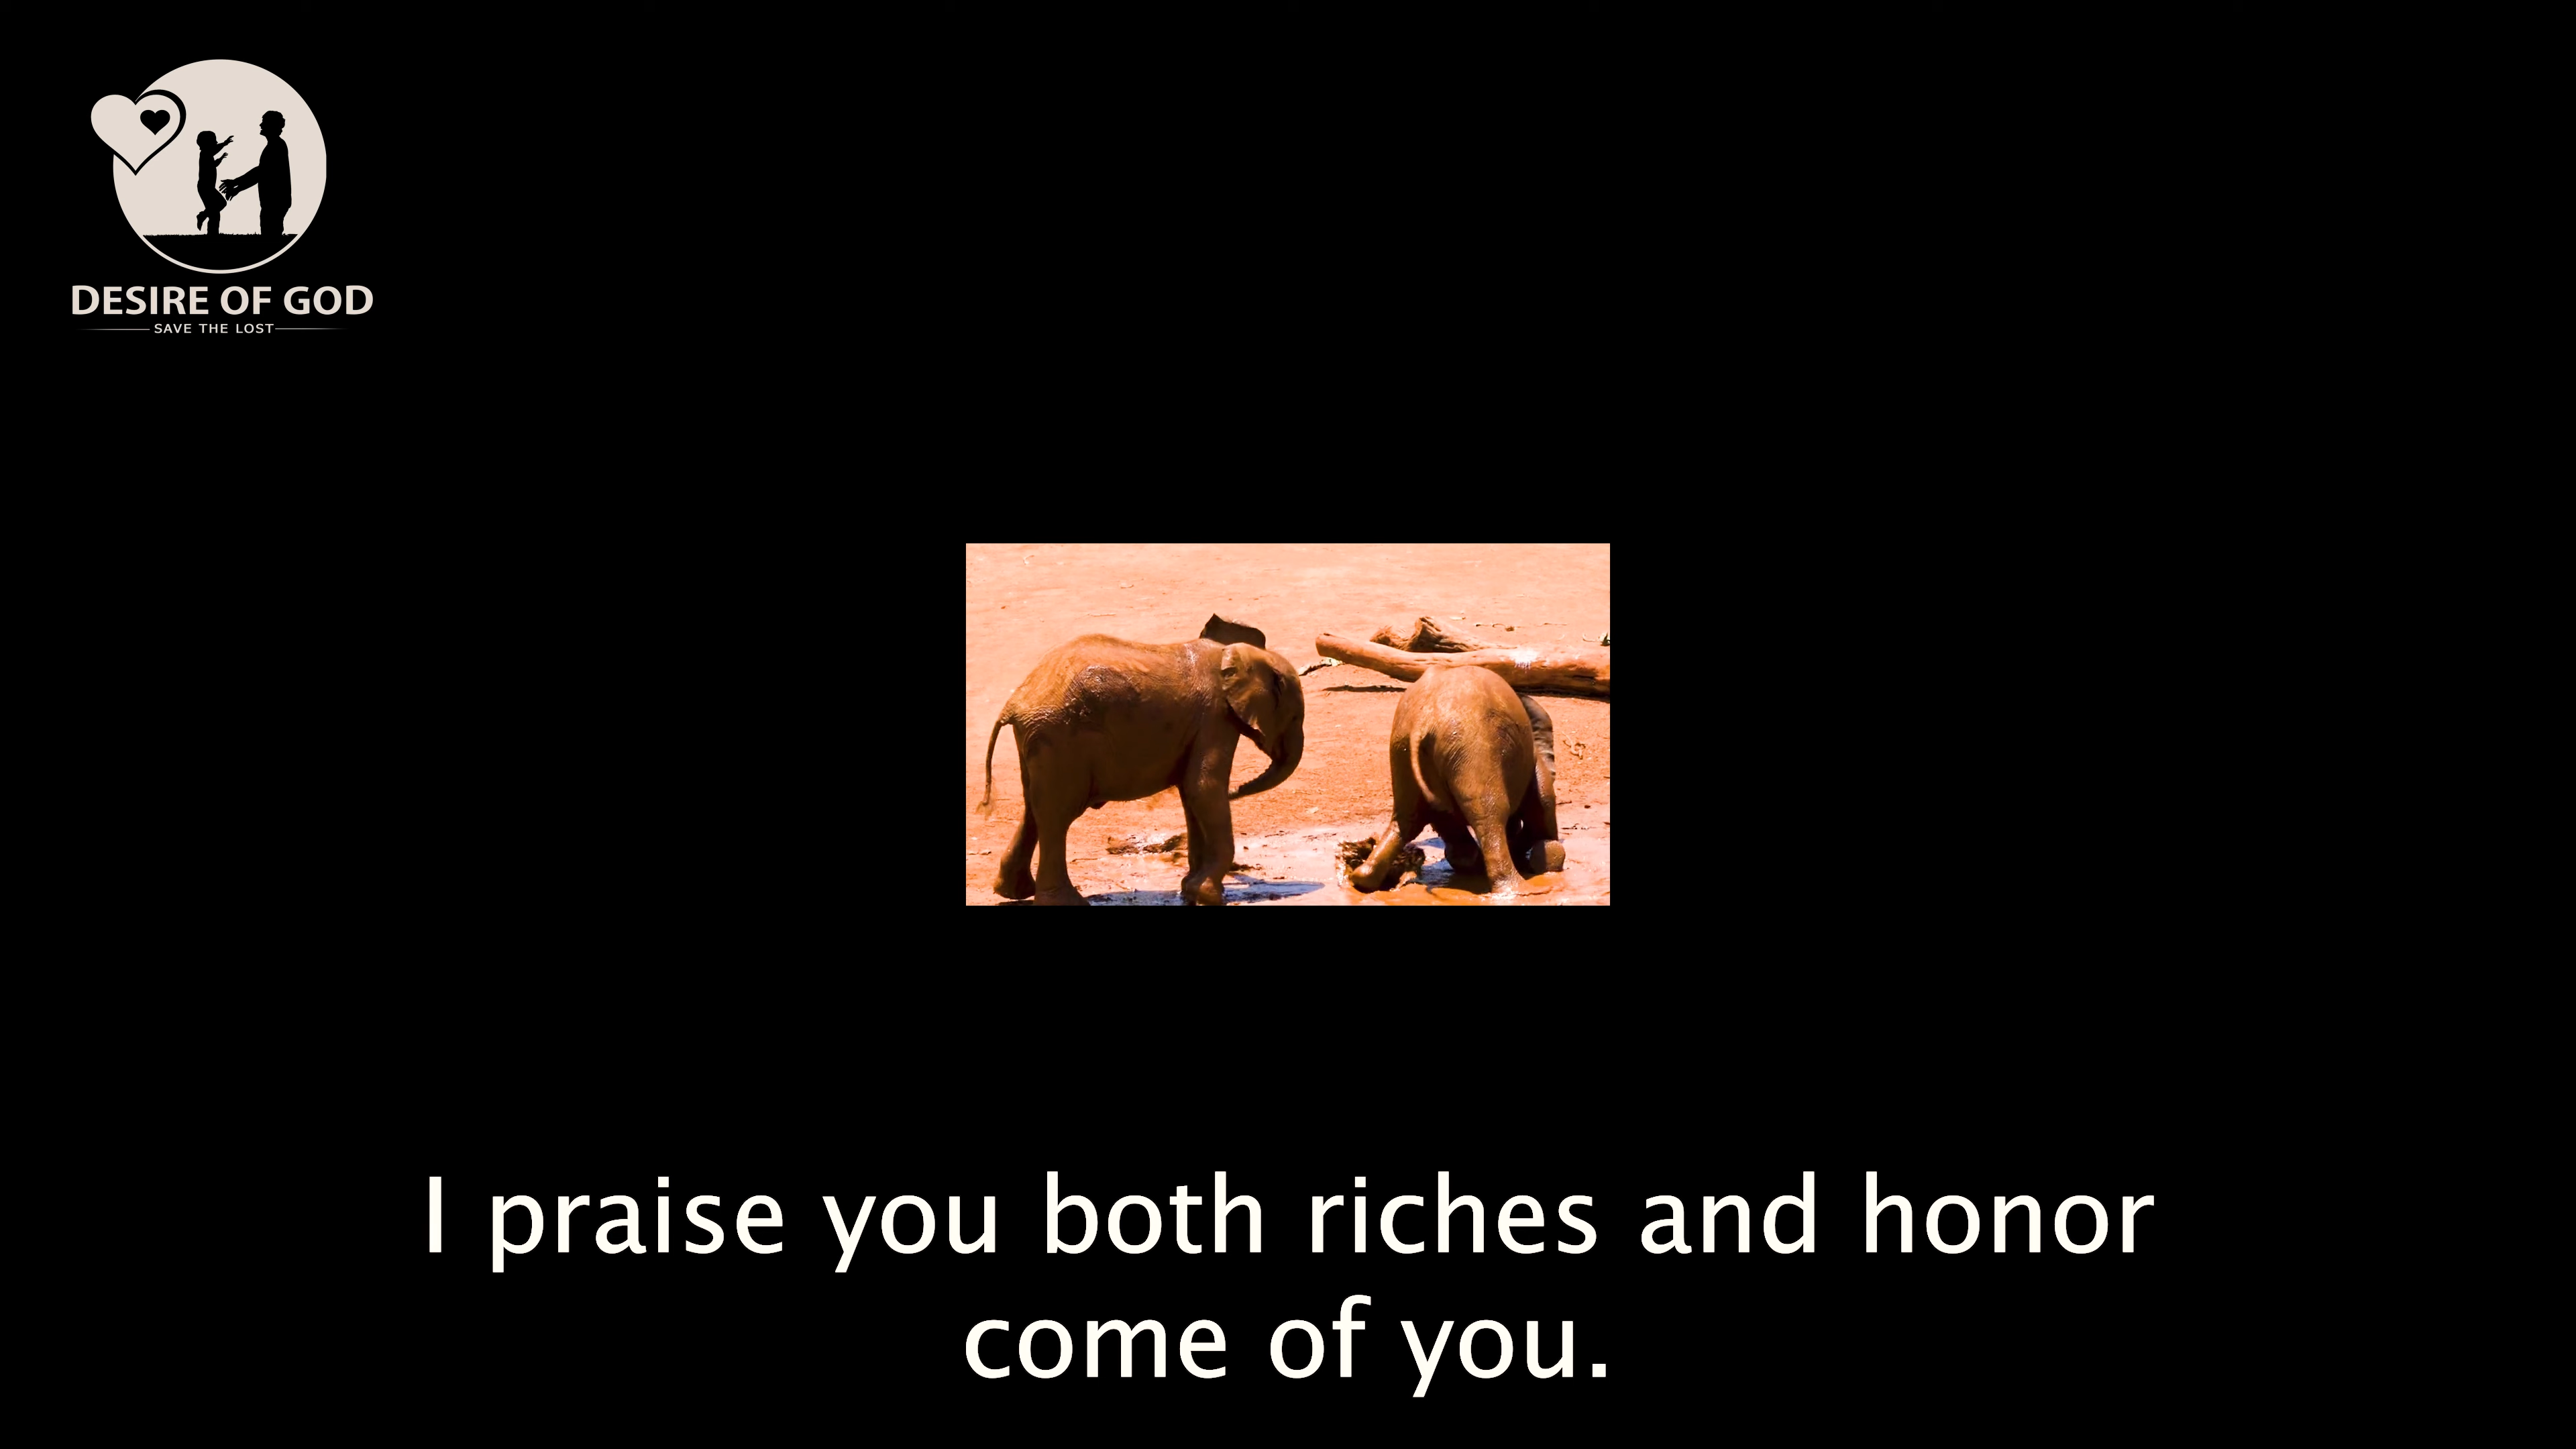 DESIRE OF GOD
SAVE THE LOST
I praise you both riches and honor
come of you.